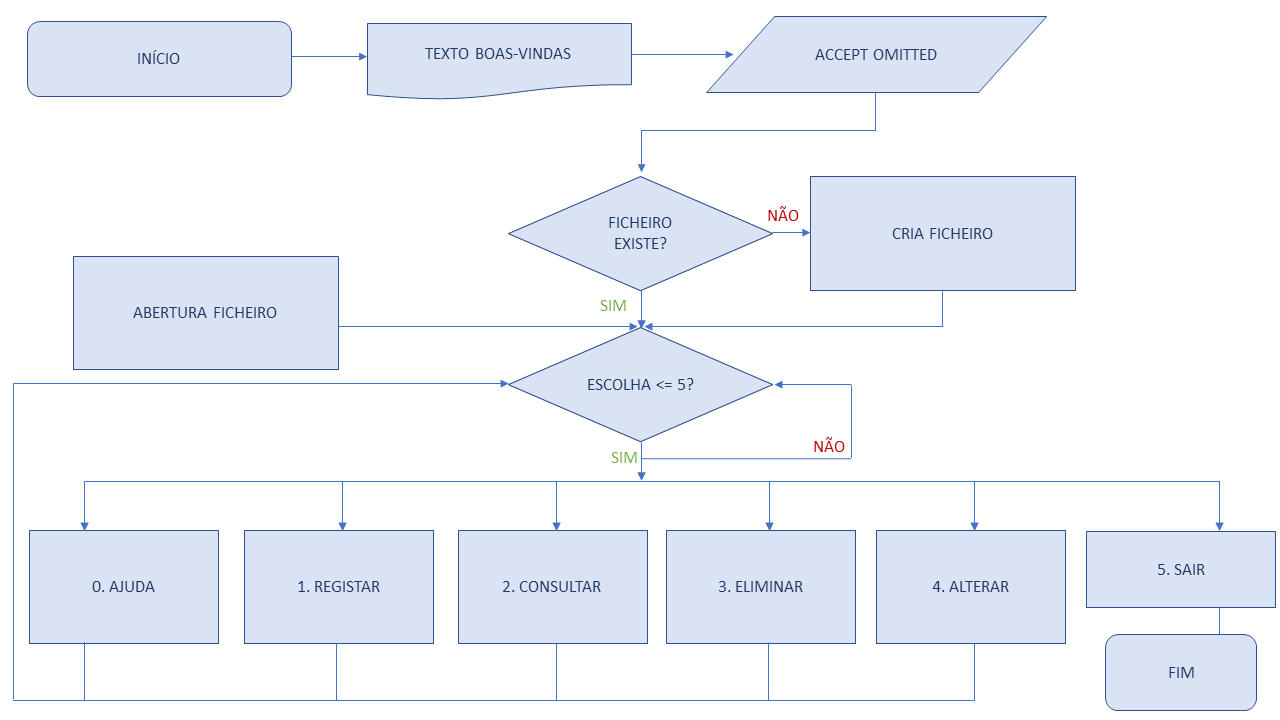 INÍCIO
TEXTO BOAS-VINDAS
ACCEPT OMITTED
FICHEIRO
EXISTE?
NÃO
CRIA FICHEIRO
SIM
ABERTURA FICHEIRO
ESCOLHA <= 5?
NÃO
SIM
0. AJUDA
1. REGISTAR
2. CONSULTAR
3. ELIMINAR
4. ALTERAR
5. SAIR
FIM